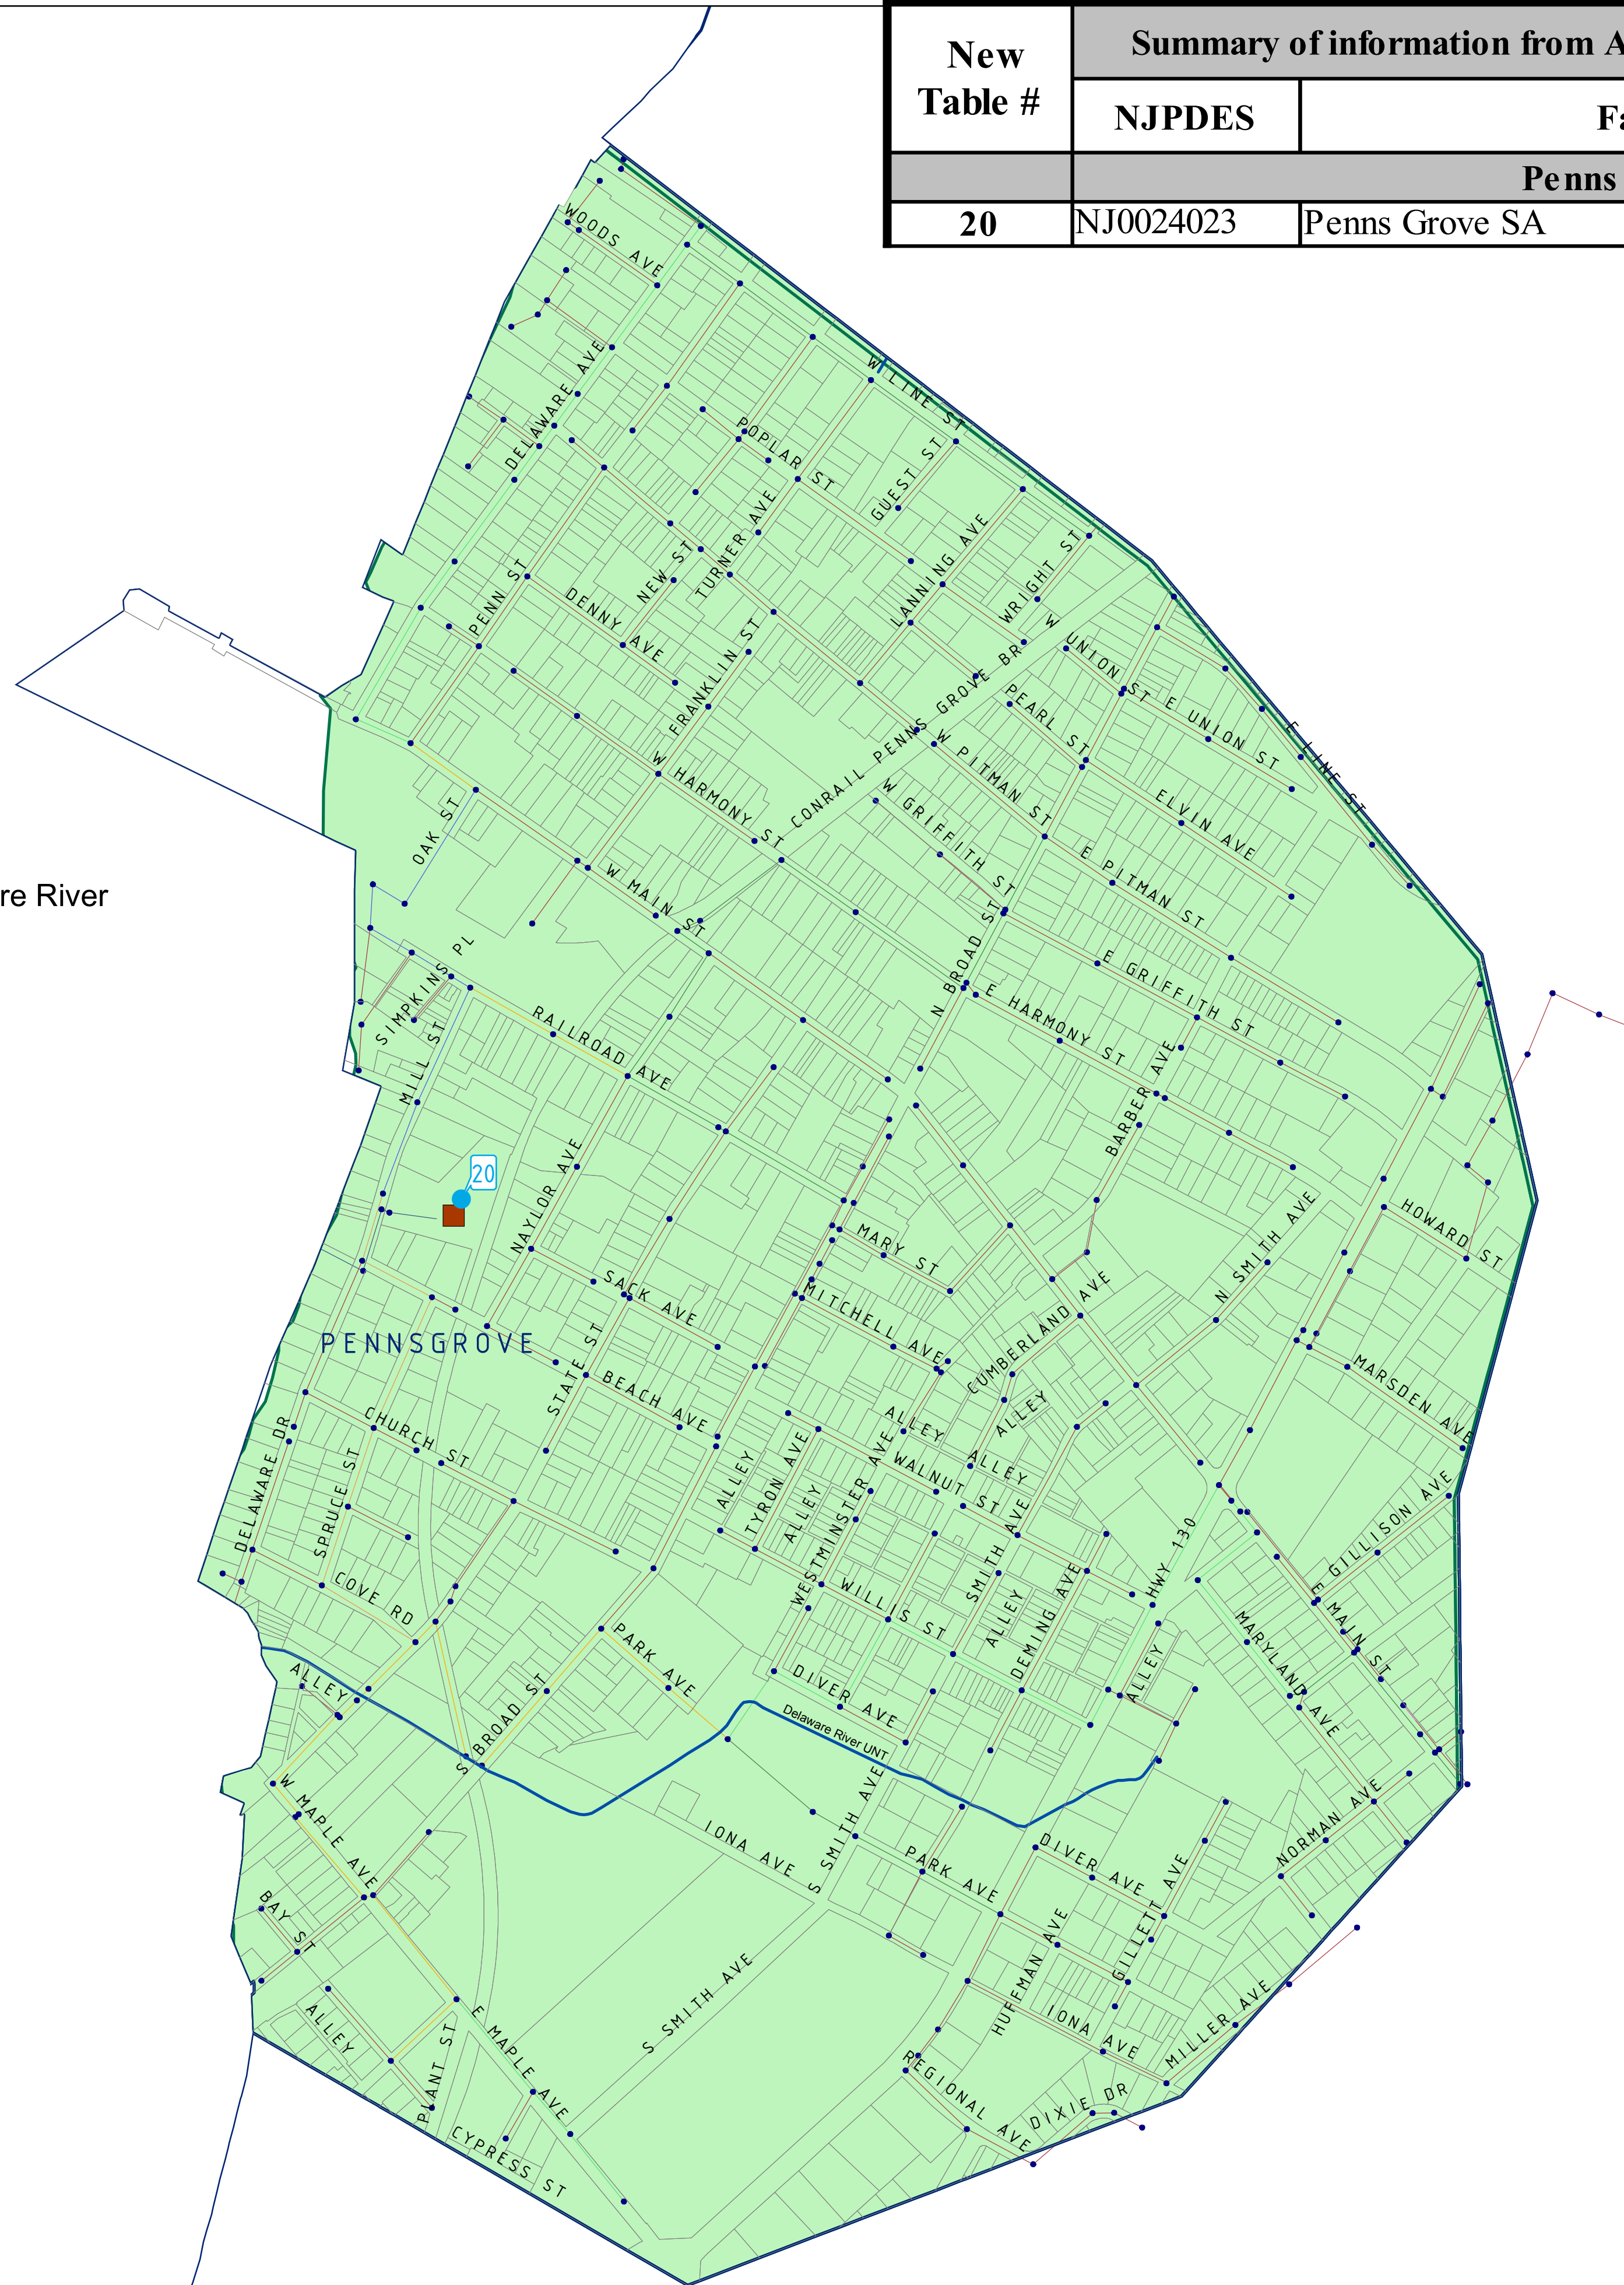 New
Table #
Summary of information from A
NJPDES
Fa
Penns
20
NJ0024023
Penns Grove SA
WOODS AVE
DELAWARE AVE
W LINE ST
POPLAR ST
GUEST ST
TURNER AVE
NEW ST
LANNING AVE
WRIGHT ST
PENN ST
DENNY AVE
FRANKLIN ST
W UNION ST
E UNION ST
E LINE ST
PEARL ST
CONRAIL PENNS GROVE BR
W PITMAN ST
W HARMONY ST
W GRIFFITH ST
ELVIN AVE
OAK ST
E PITMAN ST
W MAIN ST
re River
N BROAD ST
SIMPKINS PL
E GRIFFITH ST
E HARMONY ST
RAILROAD AVE
MILL ST
BARBER AVE
20
NAYLOR AVE
MARY ST
N SMITH AVE
HOWARD ST
SACK AVE
MITCHELL AVE
CUMBERLAND AVE
PENNSGROVE
STATE ST
BEACH AVE
MARSDEN AVE
ALLEY
ALLEY
ALLEY
CHURCH ST
DELAWARE DR
SPRUCE ST
ALLEY
TYRON AVE
ALLEY
WESTMINSTER AVE
WALNUT ST
SMITH AVE
HWY 130
E GILLISON AVE
COVE RD
WILLIS ST
ALLEY
DEMING AVE
E MAIN ST
MARYLAND AVE
PARK AVE
ALLEY
ALLEY
DIVER AVE
S BROAD ST
Delaware River UNT
W MAPLE AVE
IONA AVE
S SMITH AVE
PARK AVE
DIVER AVE
NORMAN AVE
BAY ST
GILLETT AVE
HUFFMAN AVE
S SMITH AVE
IONA AVE
MILLER AVE
ALLEY
PLANT ST
E MAPLE AVE
REGIONAL AVE
DIXIE DR
CYPRESS ST